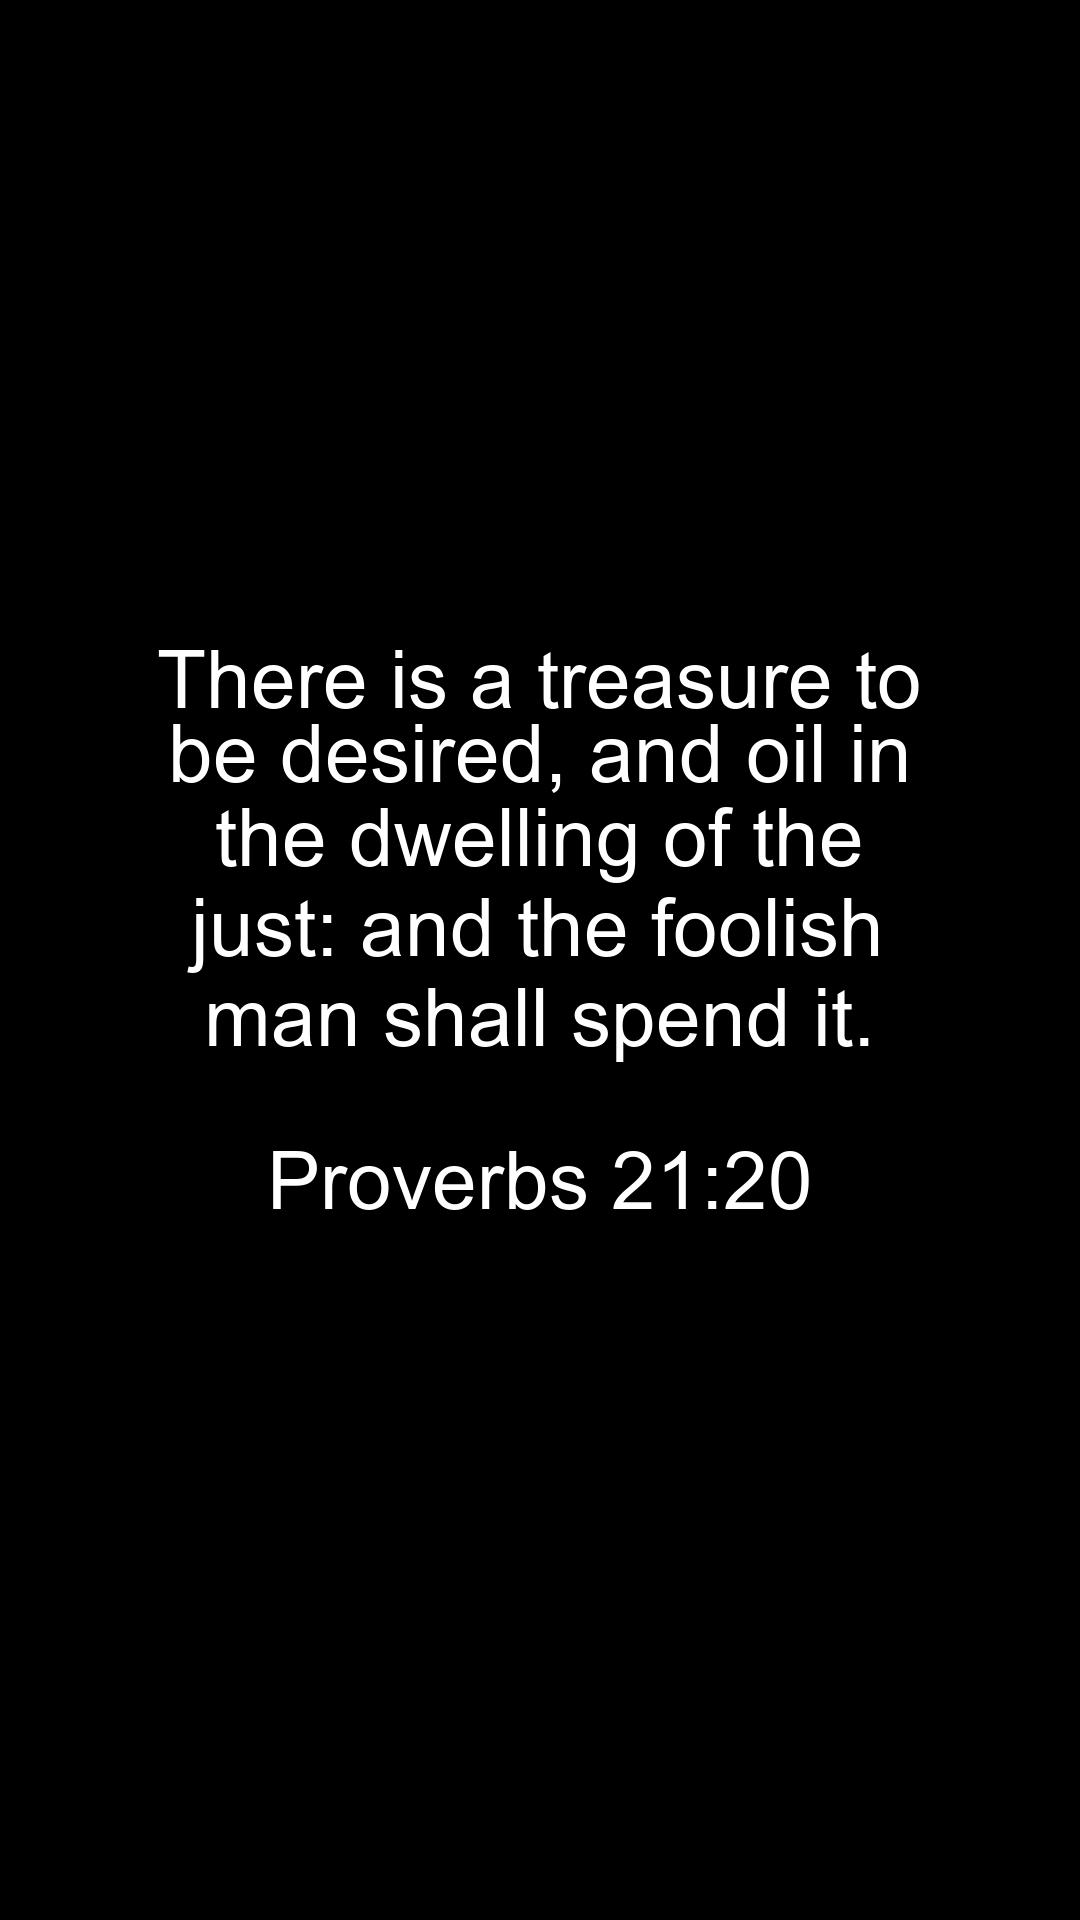 There is a treasure to
be desired, and oil in
the dwelling of the
just: and the foolish
man shall spend it.
Proverbs 21:20